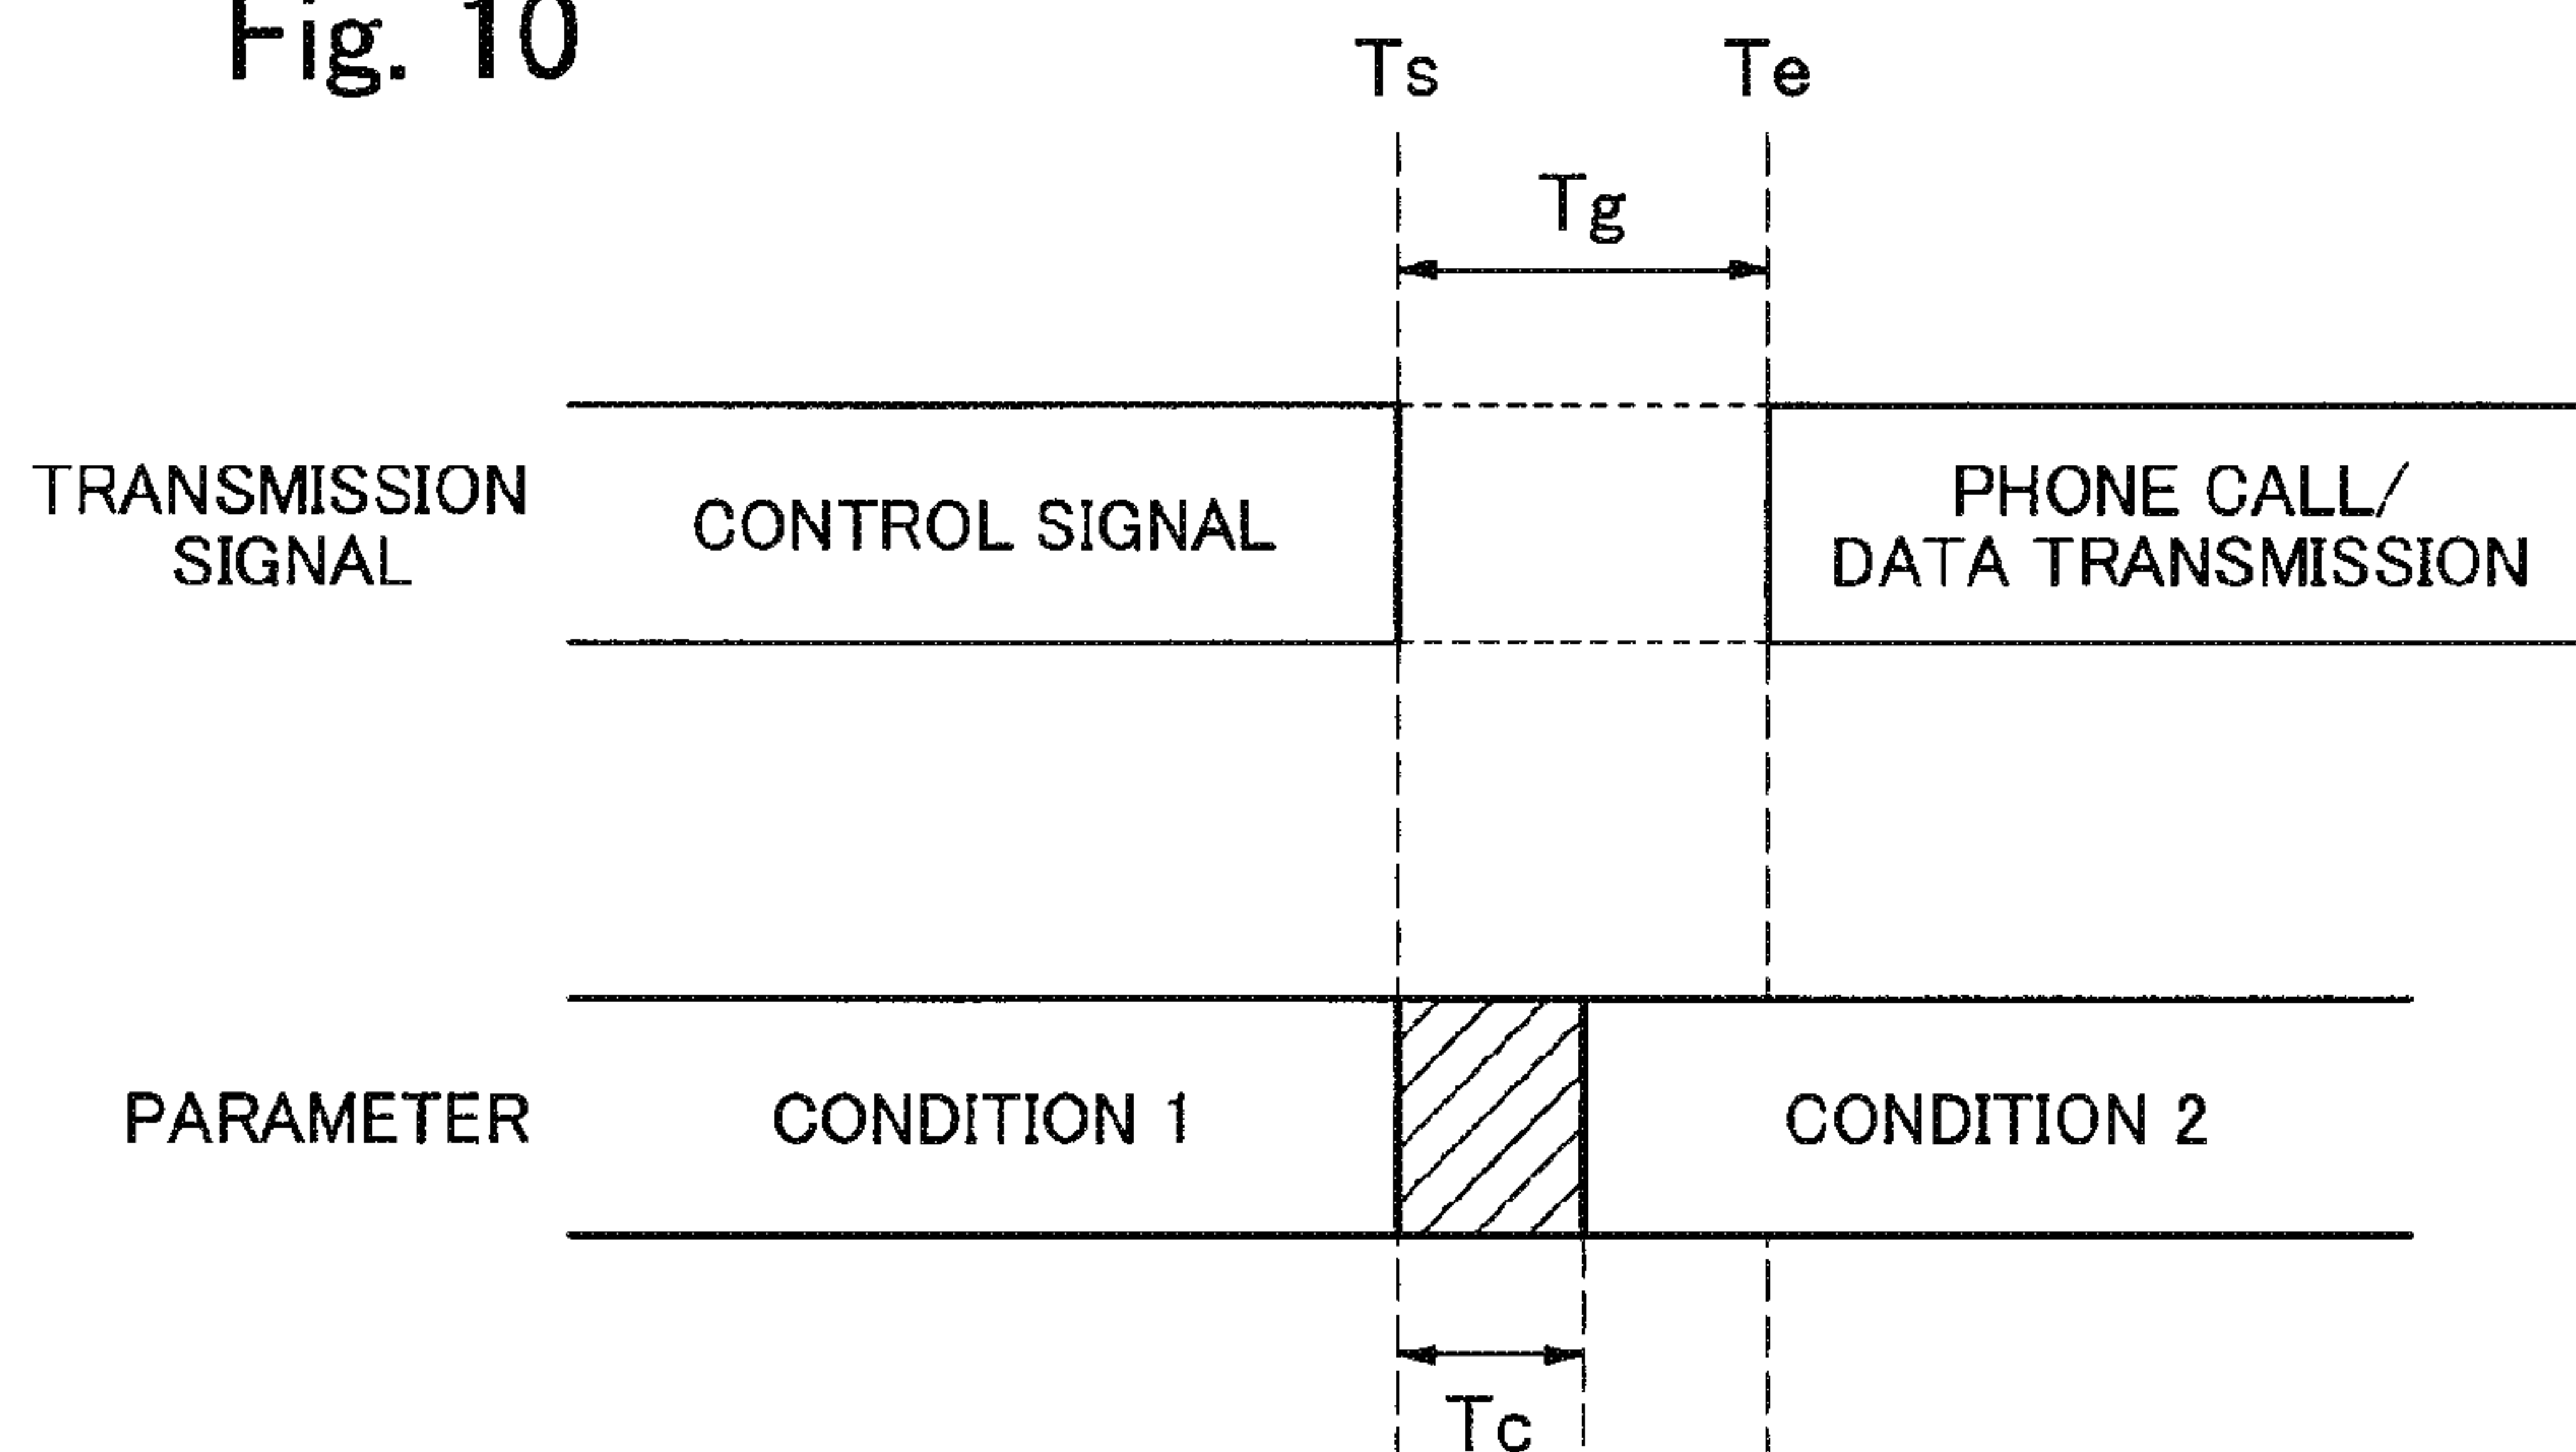 Fig. 10
Ts
Te
Tg
TRANSMISSION
SIGNAL
CONTROL SIGNAL
PHONE CALL/
DATA TRANSMISSION
PARAMETER
CONDITION 1
CONDITION 2
Tc